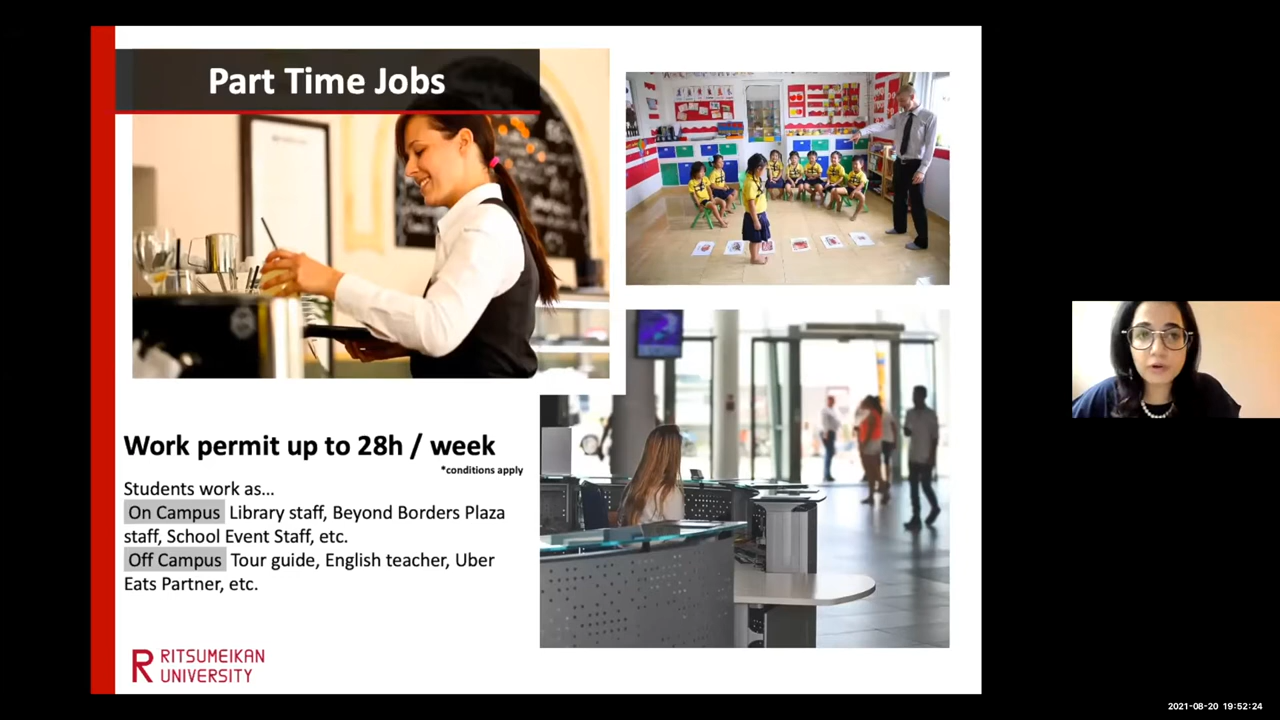 Part Time Jobs
Work permit up to 28h / week
*conditions apply
Students work as...
On Campus Library staff, Beyond Borders Plaza
staff, School Event Staff, etc.
Off Campus Tour guide, English teacher, Uber
Eats Partner, etc.
R RITSUMEIKAN
UNIVERSITY
2021-08-20 19:52:24